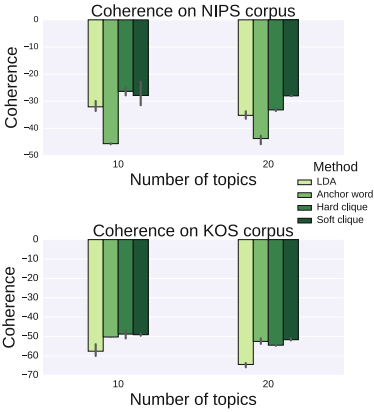 Coherence on NIPS corpus
0
−10
−20
−30
−40
−50
Coherence
10
20
Number of topics
Method
LDA
Anchor word
Hard clique
Soft clique
Coherence on KOS corpus
0
−10
−20
−30
−40
−50
−60
−70
Coherence
10
20
Number of topics